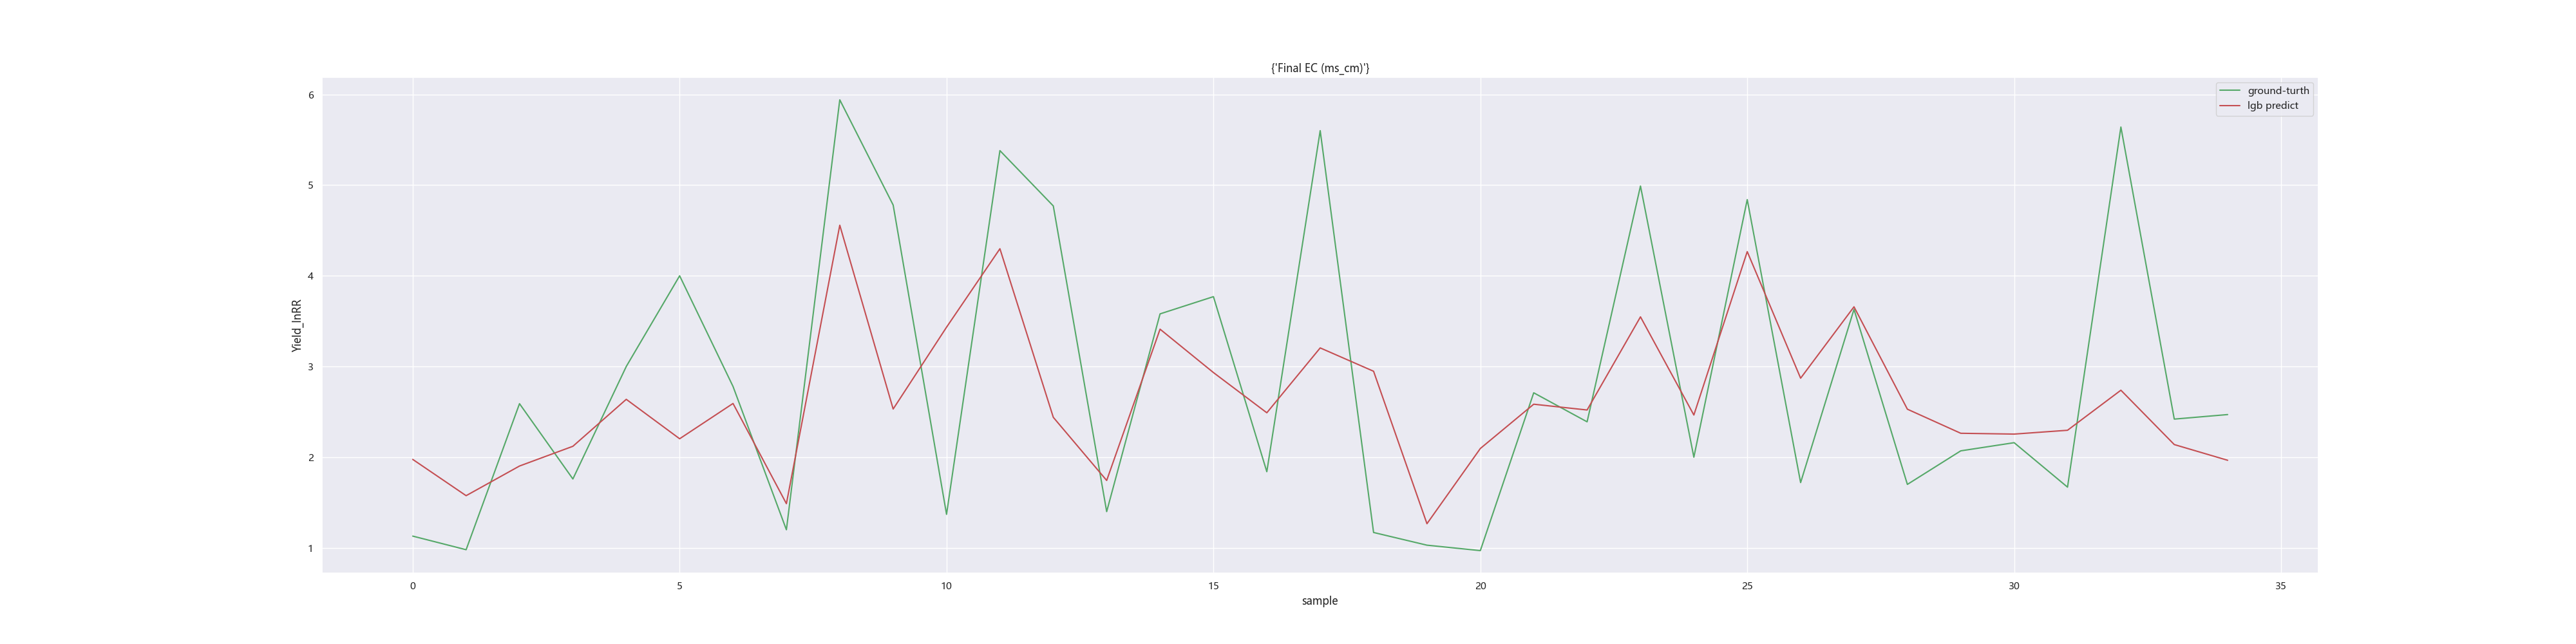 {'Final EC (ms_cm)'}
ground-turth
lgb predict
6
5
4
3
2
1
Yield_lnRR
0 5 10 15 20 25 30 35
sample